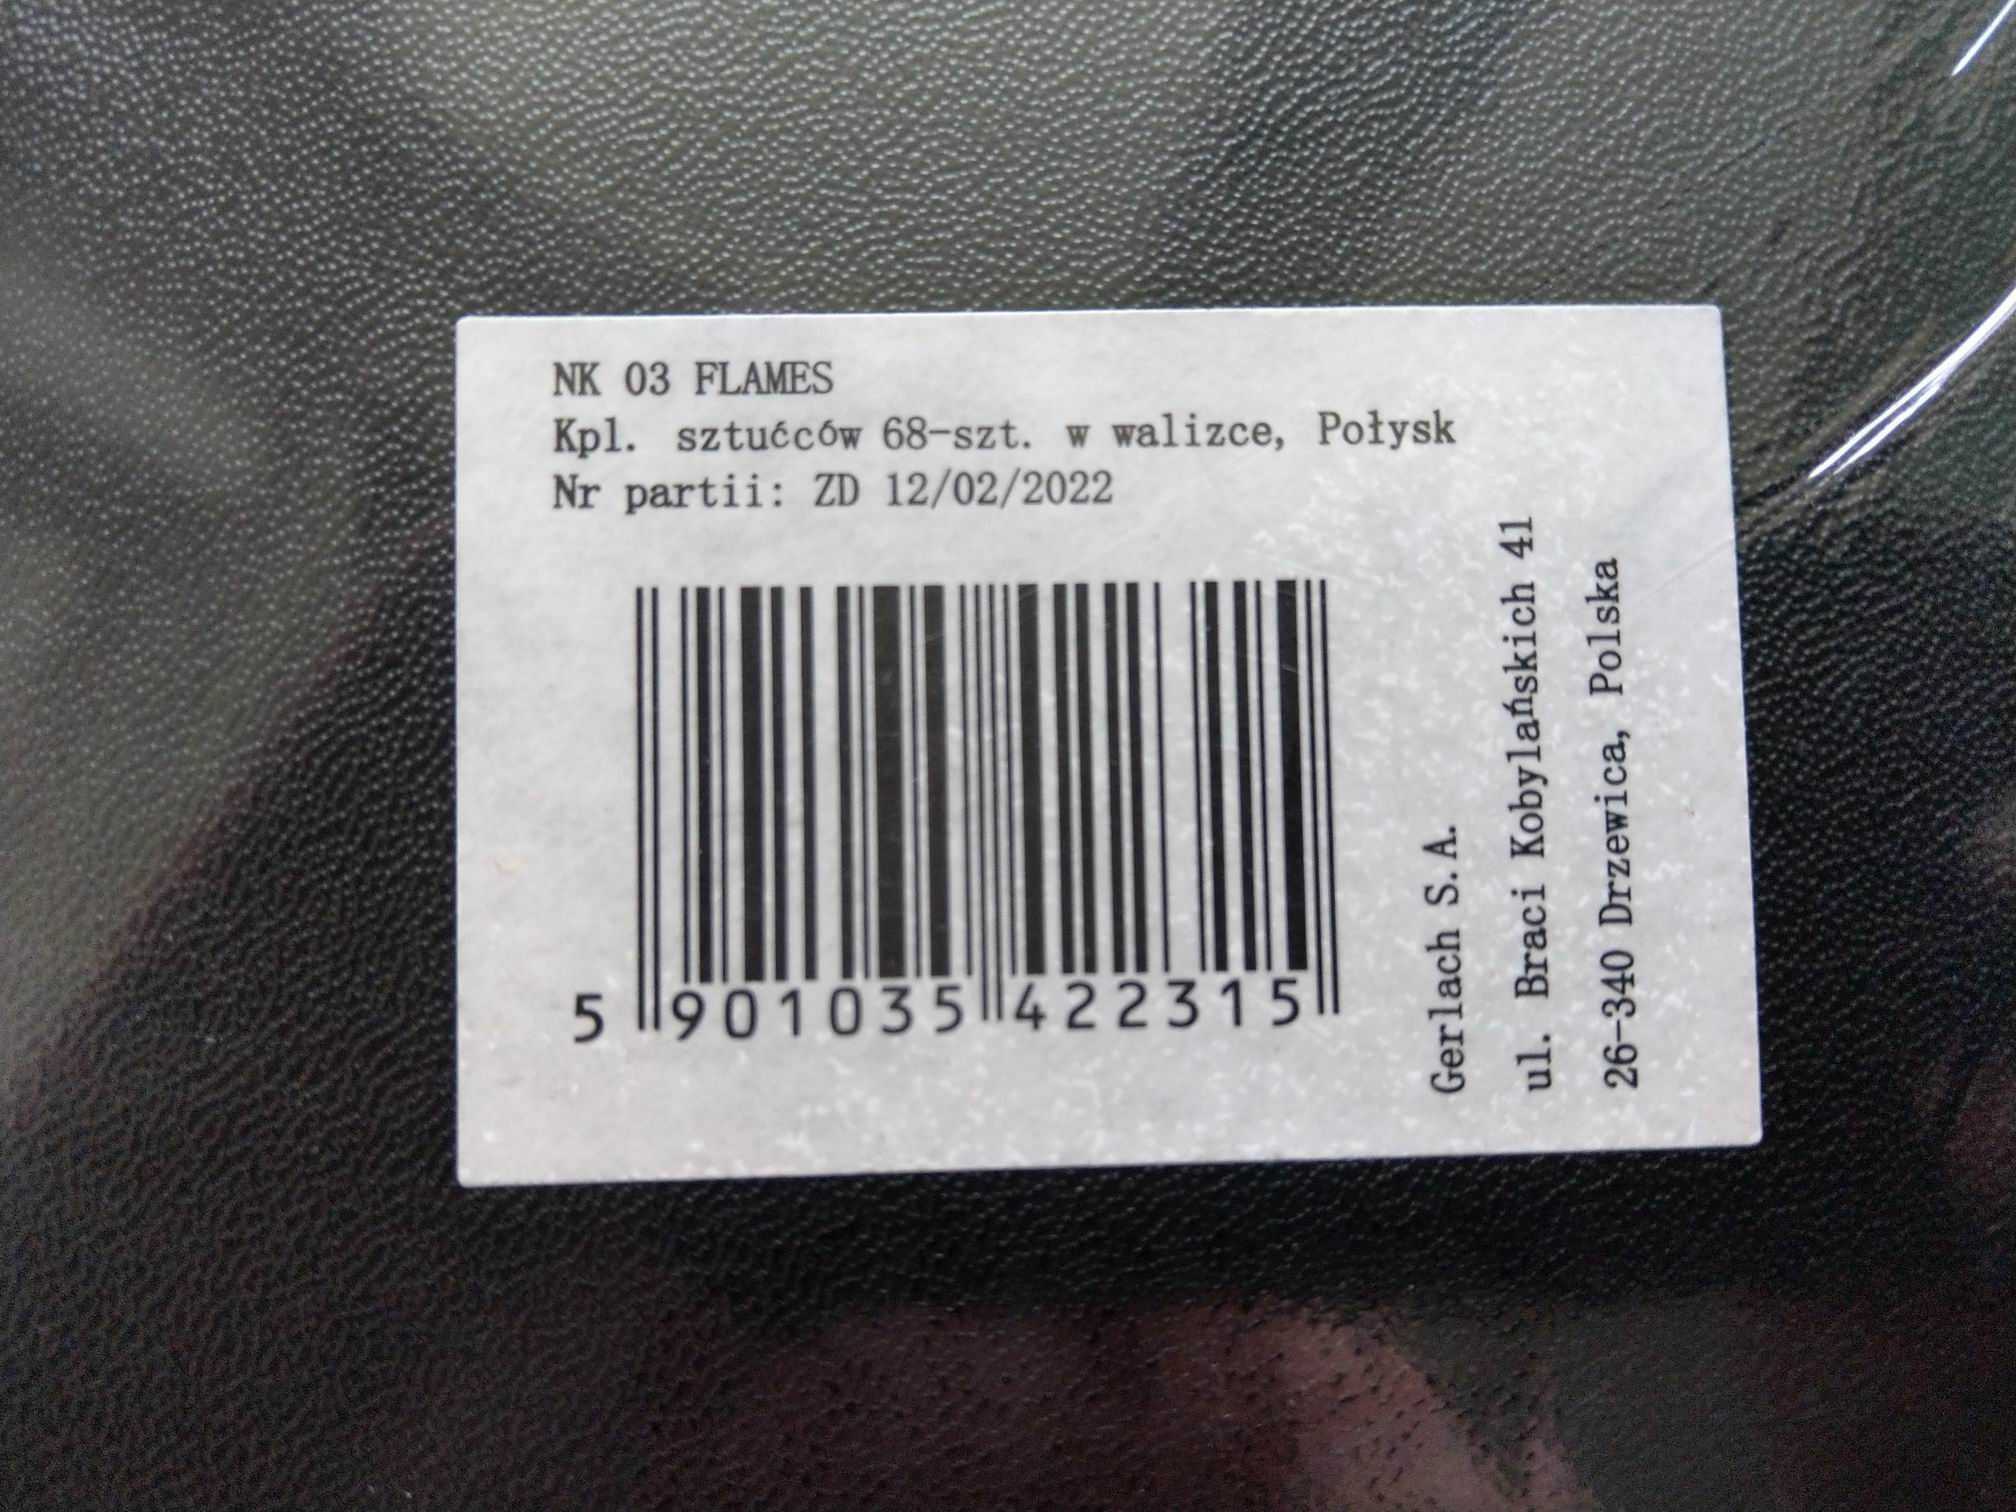 NK 03 FLAMES
Kpl. sztućców 68-szt. w walizce, Połysk
Nr partii: ZD 12/02/2022
5 901035 422315
Gerlach S.A.
ul. Braci Kobylańskich 41
26-340 Drzewica, Polska